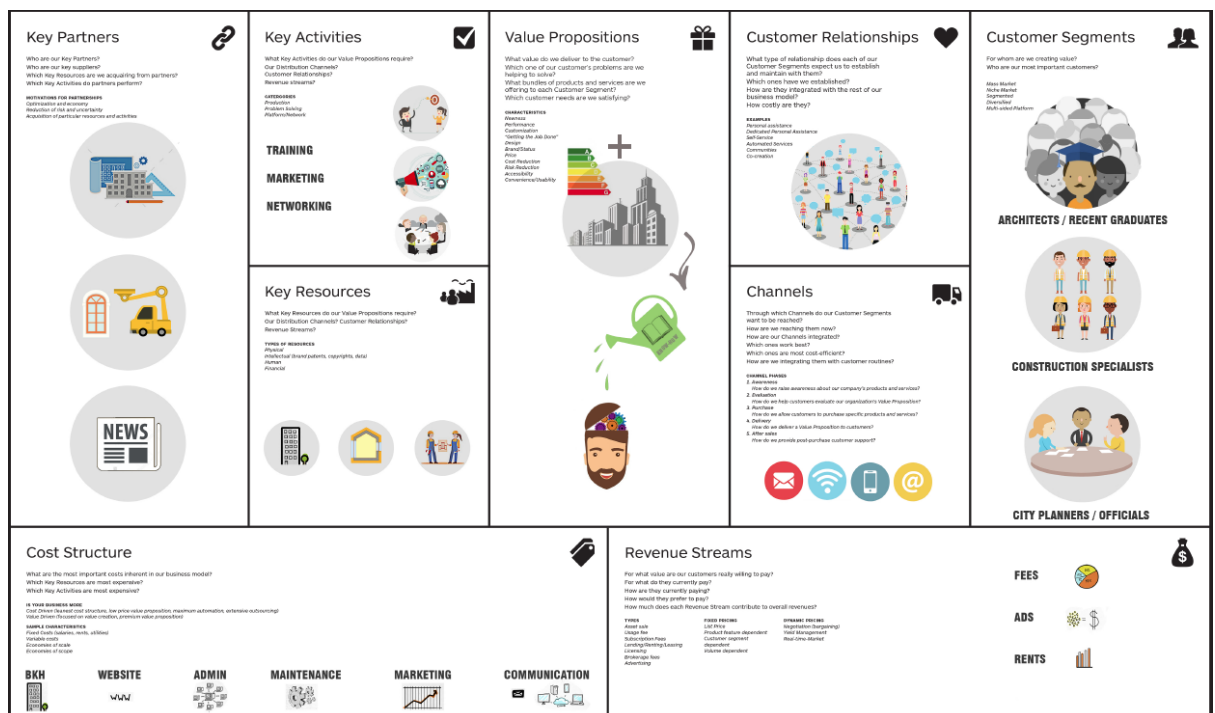 Key Partners
Who are our Key Partners?
Who are our key suppliers?
Which Key Resources are we acquiring from partners?
Which Key Activities do partners perform?
MOTIVATIONS FOR PARTNERSHIPS
Optimization and economy
Reduction of risk and uncertainty
Acquisition of particular resources and activities
NEWS
Key Activities
What Key Activities do our Value Propositions require?
Our Distribution Channels?
Customer Relationships?
Revenue streams?
CATERGORIES
Production
Problem Solving
Platform/Network
TRAINING
MARKETING
NETWORKING
Key Resources
What Key Resources do our Value Propositions require?
Our Distribution Channels? Customer Relationships?
Revenue Streams?
TYPES OF RESOURCES
Physical
Intellectual (brand patents, copyrights, data)
Human
Financial
Value Propositions
What value do we deliver to the customer?
Which one of our customer's problems are we
helping to solve?
What bundles of products and services are we
offering to each Customer Segment?
Which customer needs are we satisfying?
CHARACTERISTICS
Newness
Performance
Customization
"Getting the Job Done"
Design
Brand/Status
Price
Cost Reduction
Risk Reduction
Accessibility
Convenience/Usability
Customer Relationships
What type of relationship does each of our
Customer Segments expect us to establish
and maintain with them?
Which ones have we established?
How are they integrated with the rest of our
business model?
How costly are they?
EXAMPLES
Personal assistance
Dedicated Personal Assistance
Self-Service
Automated Services
Communities
Co-creation
Channels
Through which Channels do our Customer Segments
want to be reached?
How are we reaching them now?
How are our Channels integrated?
Which ones work best?
Which ones are most cost-efficient?
How are we integrating them with customer routines?
CHANNEL PHASES
1. Awareness
How do we raise awareness about our company's products and services?
2. Evaluation
How do we help customers evaluate our organization's Value Proposition?
3. Purchase
How do we allow customers to purchase specific products and services?
4. Delivery
How do we deliver a Value Proposition to customers?
5. After sales
How do we provide post-purchase customer support?
@
Customer Segments
For whom are we creating value?
Who are our most important customers?
Mass Market
Niche Market
Segmented
Diversified
Multi-sided Platform
ARCHITECTS / RECENT GRADUATES
CONSTRUCTION SPECIALISTS
CITY PLANNERS / OFFICIALS
Cost Structure
What are the most important costs inherent in our business model?
Which Key Resources are most expensive?
Which Key Activities are most expensive?
IS YOUR BUSINESS MORE
Cost Driven (leanest cost structure, low price value proposition, maximum automation, extensive outsourcing)
Value Driven (focused on value creation, premium value proposition)
SAMPLE CHARACTERISTICS
Fixed Costs (salaries, rents, utilities)
Variable costs
Economies of scale
Economies of scope
BKH
WEBSITE
ADMIN
MAINTENANCE
MARKETING
COMMUNICATION
www
Revenue Streams
For what value are our customers really willing to pay?
For what do they currently pay?
How are they currently paying?
How would they prefer to pay?
How much does each Revenue Stream contribute to overall revenues?
TYPES
Asset sale
Usage fee
Subscription Fees
Lending/Renting/Leasing
Licensing
Brokerage fees
Advertising
FIXED PRICING
List Price
Product feature dependent
Customer segment
dependent
Volume dependent
DYNAMIC PRICING
Negotiation (bargaining)
Yield Management
Real-time-Market
$
FEES
ADS
= $
RENTS